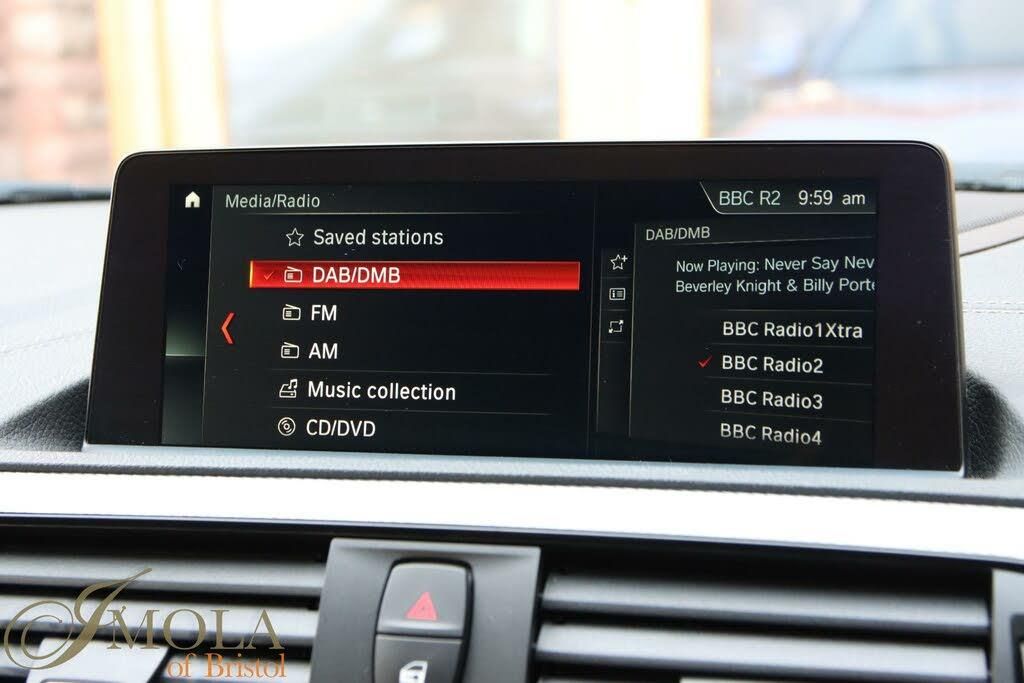 Media/Radio
Saved stations
DAB/DMB
FM
AM
Music collection
CD/DVD
BBC R2 9:59 am
DAB/DMB
Now Playing: Never Say Nev
Beverley Knight & Billy Porte
BBC Radio1Xtra
BBC Radio2
BBC Radio3
BBC Radio4
IMOLA
of Bristol